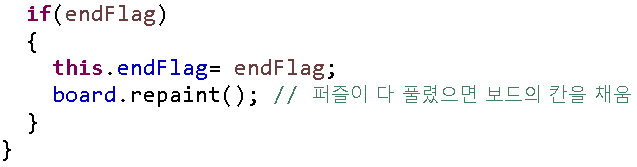 if(endFlag)
{
this.endFlag= endFlag;
board.repaint(); // 퍼즐이 다 풀렸으면 보드의 칸을 채움
}
}